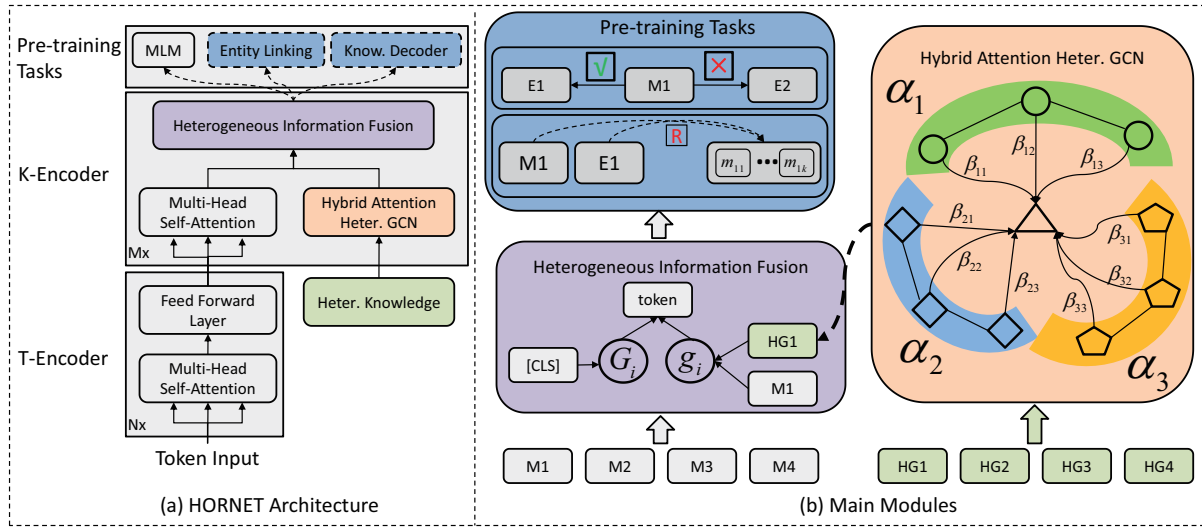 Pre-training
Tasks
MLM
Entity Linking
Know. Decoder
Heterogeneous Information Fusion
K-Encoder
Multi-Head
Self-Attention
Mx
Hybrid Attention
Heter. GCN
Heter. Knowledge
Feed Forward
Layer
T-Encoder
Multi-Head
Self-Attention
Nx
Token Input
(a) HORNET Architecture
Pre-training Tasks
E1
√
M1
✕
E2
M1
E1
R
m11
•••
m1k
Heterogeneous Information Fusion
token
[CLS]
Gi
gi
HG1
M1
M1
M2
M3
M4
Hybrid Attention Heter. GCN
α1
β11
β12
β13
β21
β22
β23
β31
β32
β33
α2
α3
HG1
HG2
HG3
HG4
(b) Main Modules